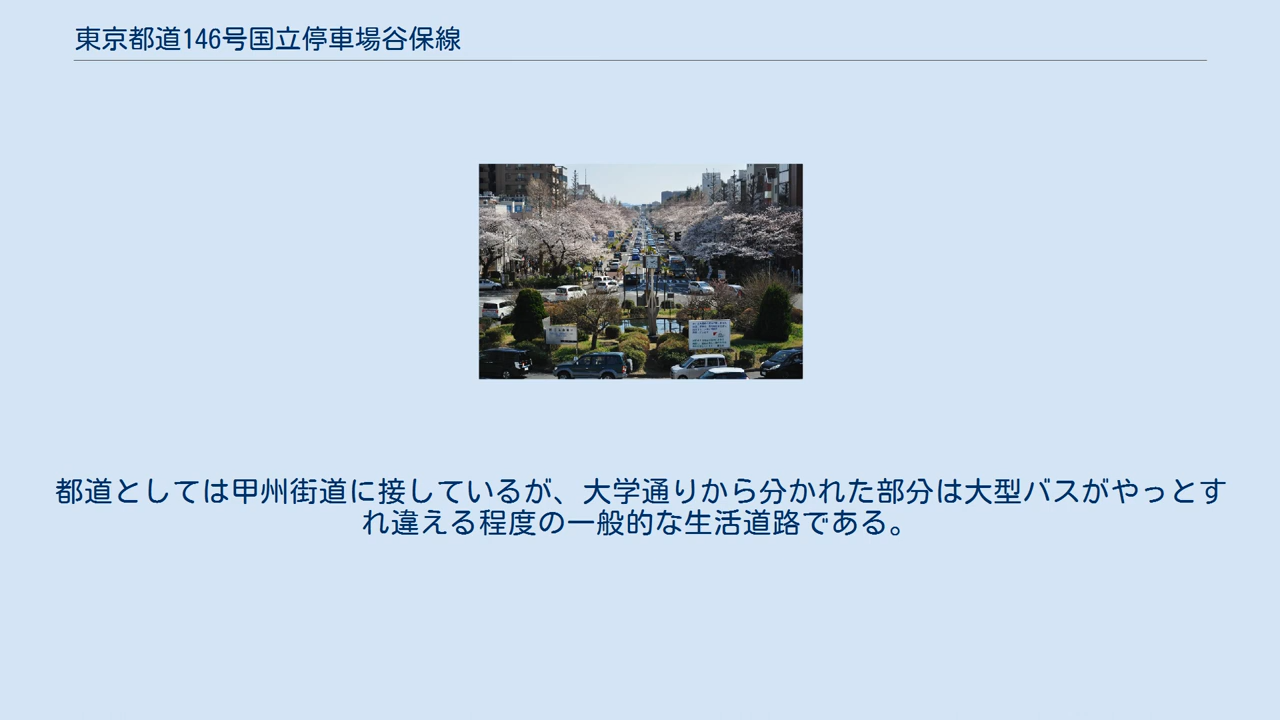 東京都道146号国立停車場谷保線
都道としては甲州街道に接しているが、大学通りから分かれた部分は大型バスがやっとす
れ違える程度の一般的な生活道路である。